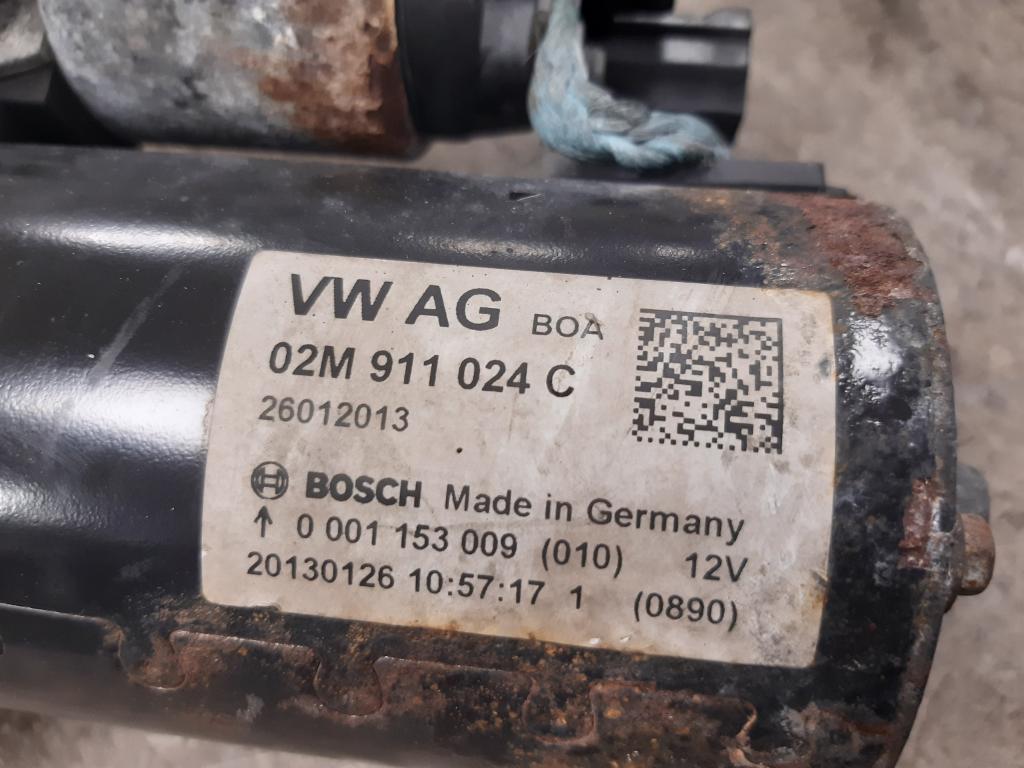 VW AG BOA
02M 911 024 C
26012013
BOSCH Made in Germany
↑ 0 001 153 009 (010) 12V
20130126 10:57:17 1 (0890)